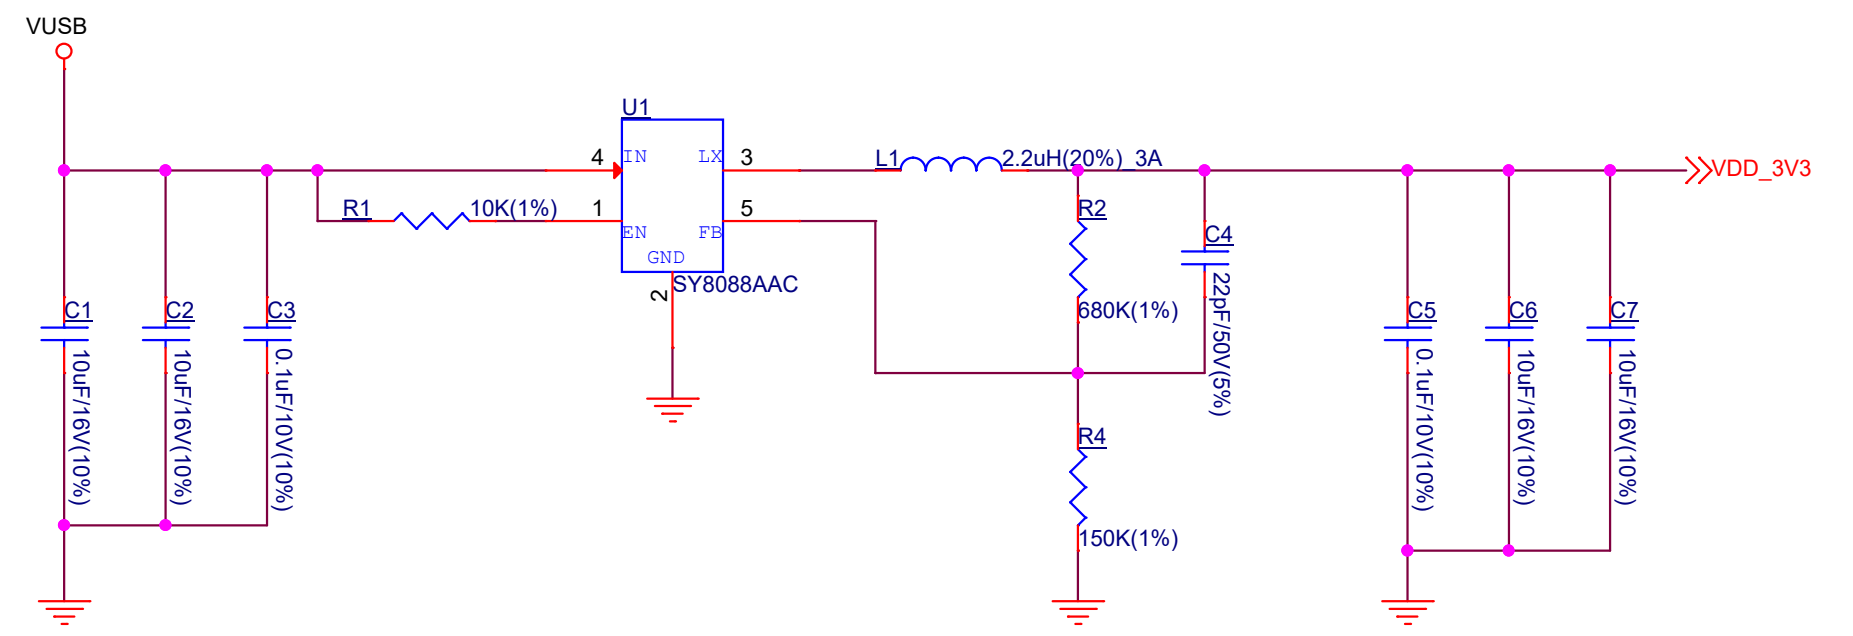 VUSB
U1
4
IN
LX
3
L1
2.2uH(20%)_3A
VDD_3V3
R1
10K(1%)
1
EN
FB
5
GND
SY8088AAC
2
R2
680K(1%)
C4
22pF/50V(5%)
C1
10uF/16V(10%)
C2
10uF/16V(10%)
C3
0.1uF/10V(10%)
R4
150K(1%)
C5
0.1uF/10V(10%)
C6
10uF/16V(10%)
C7
10uF/16V(10%)